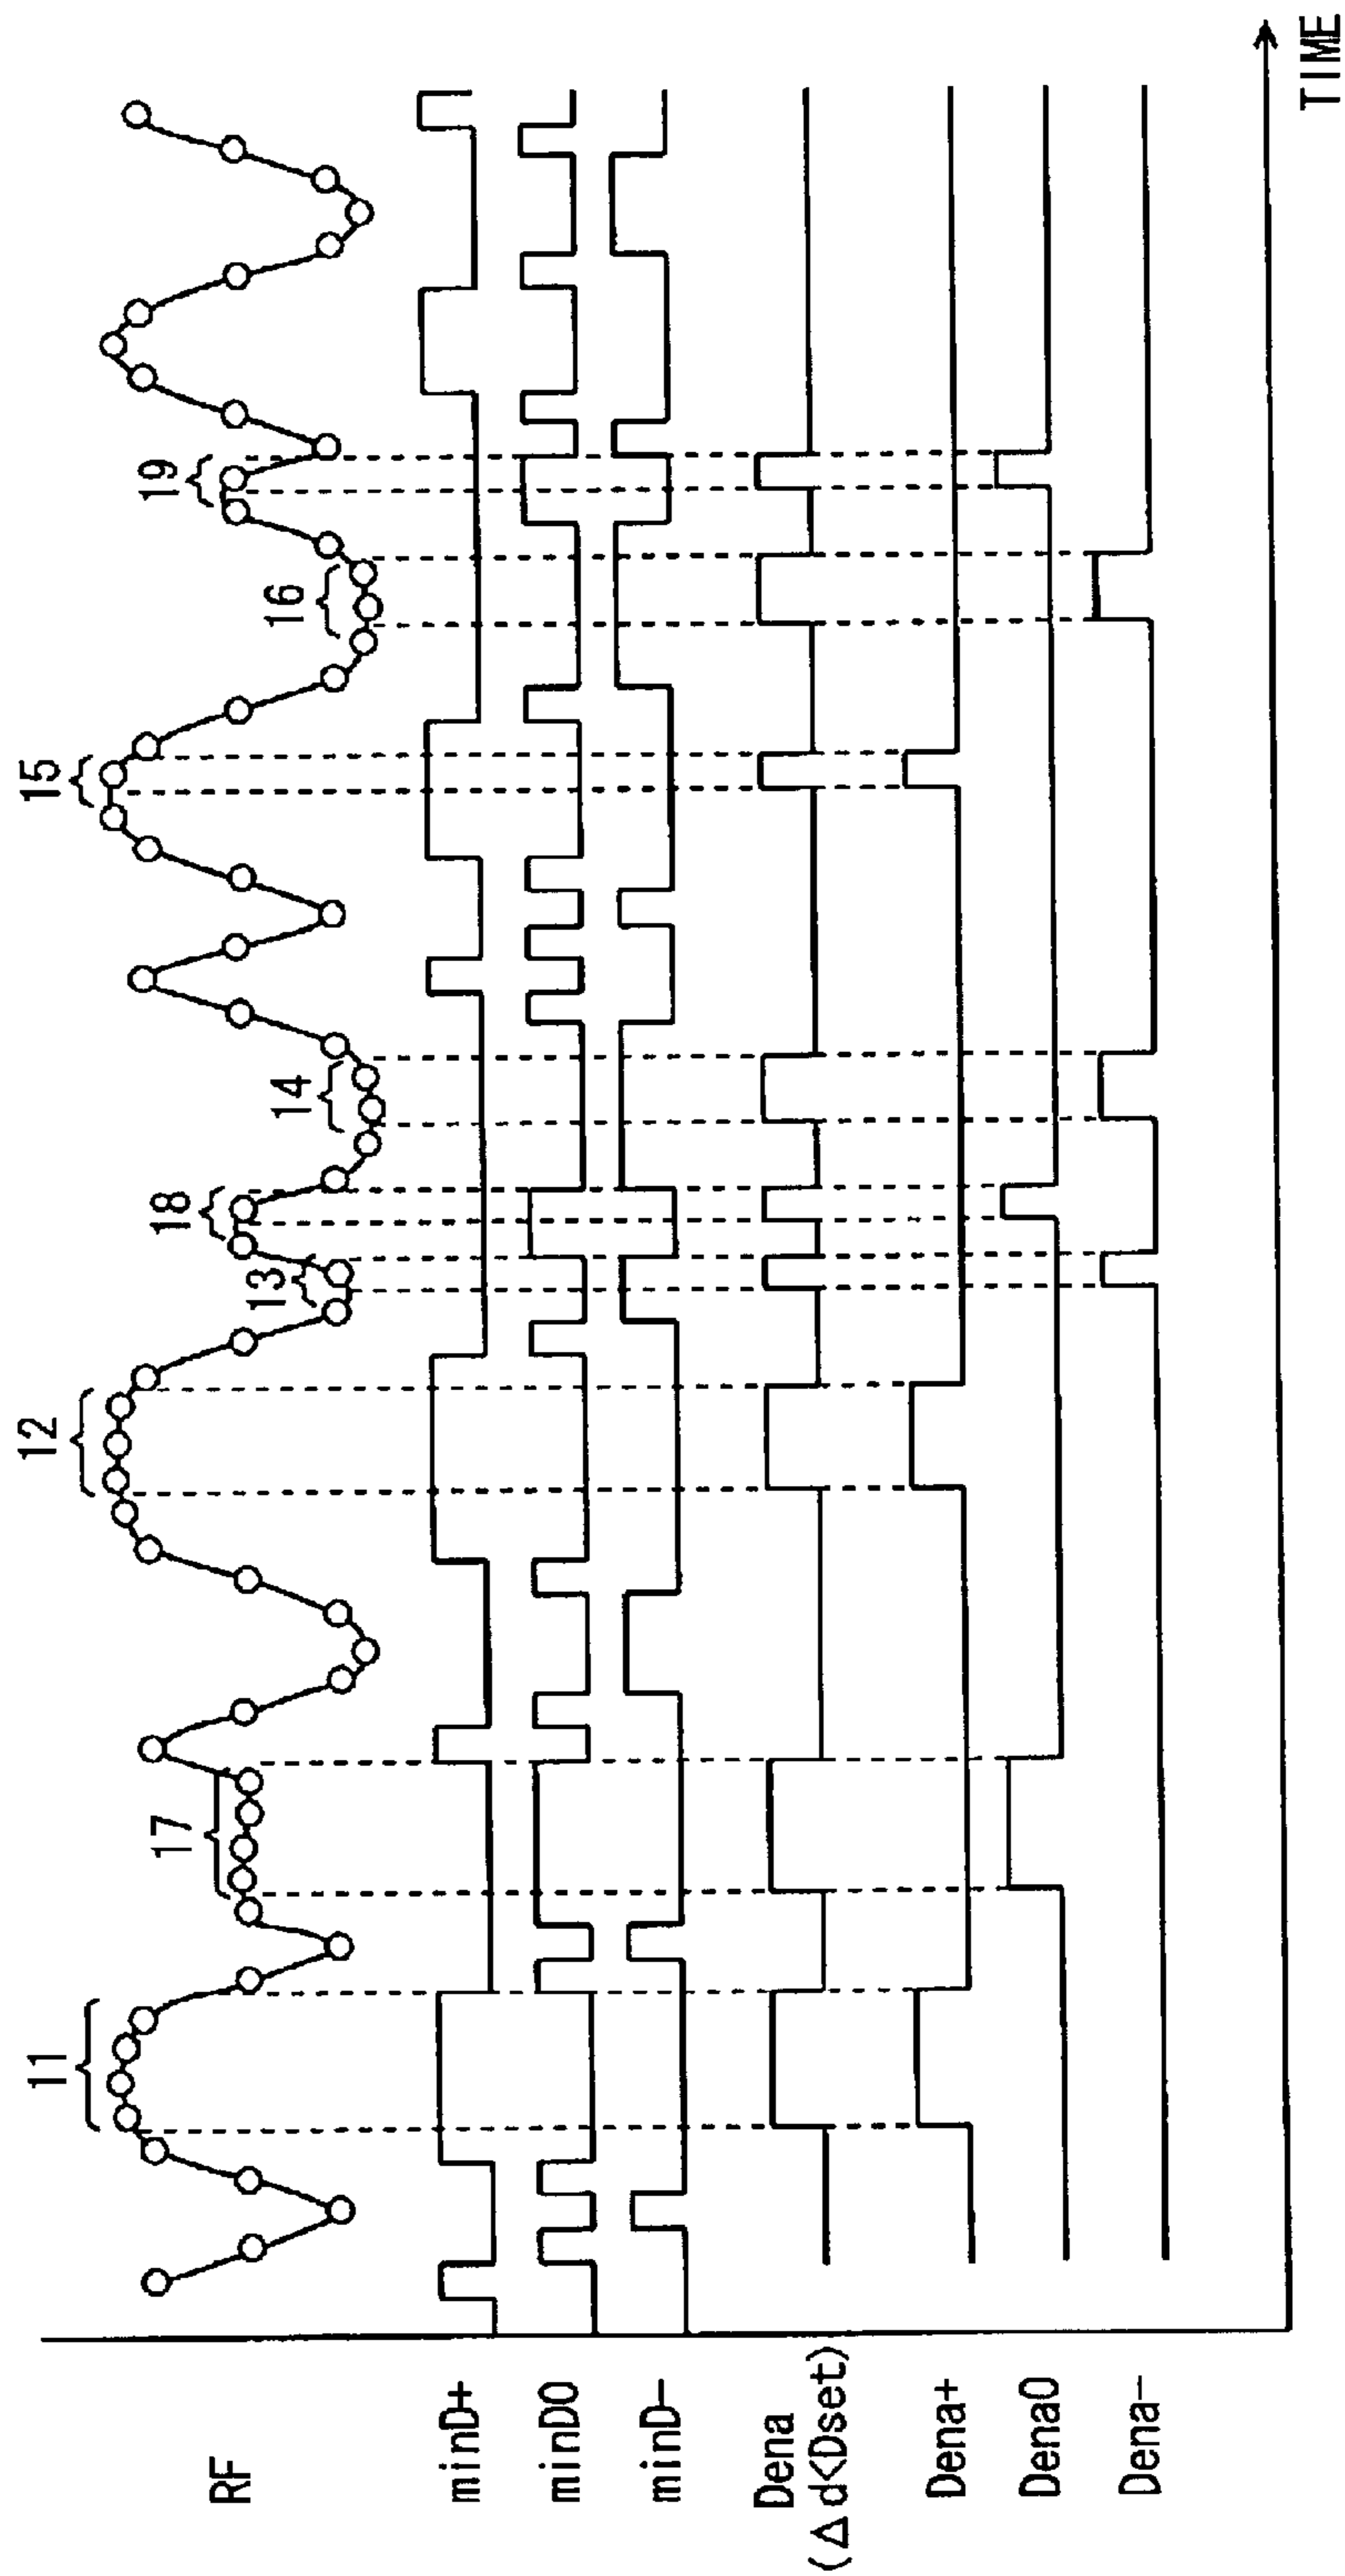 11
17
12
13
18
14
15
16
19
RF
minD+
minD0
minD-
Dena
(Δd<Dset)
Dena+
Dena0
Dena-
TIME